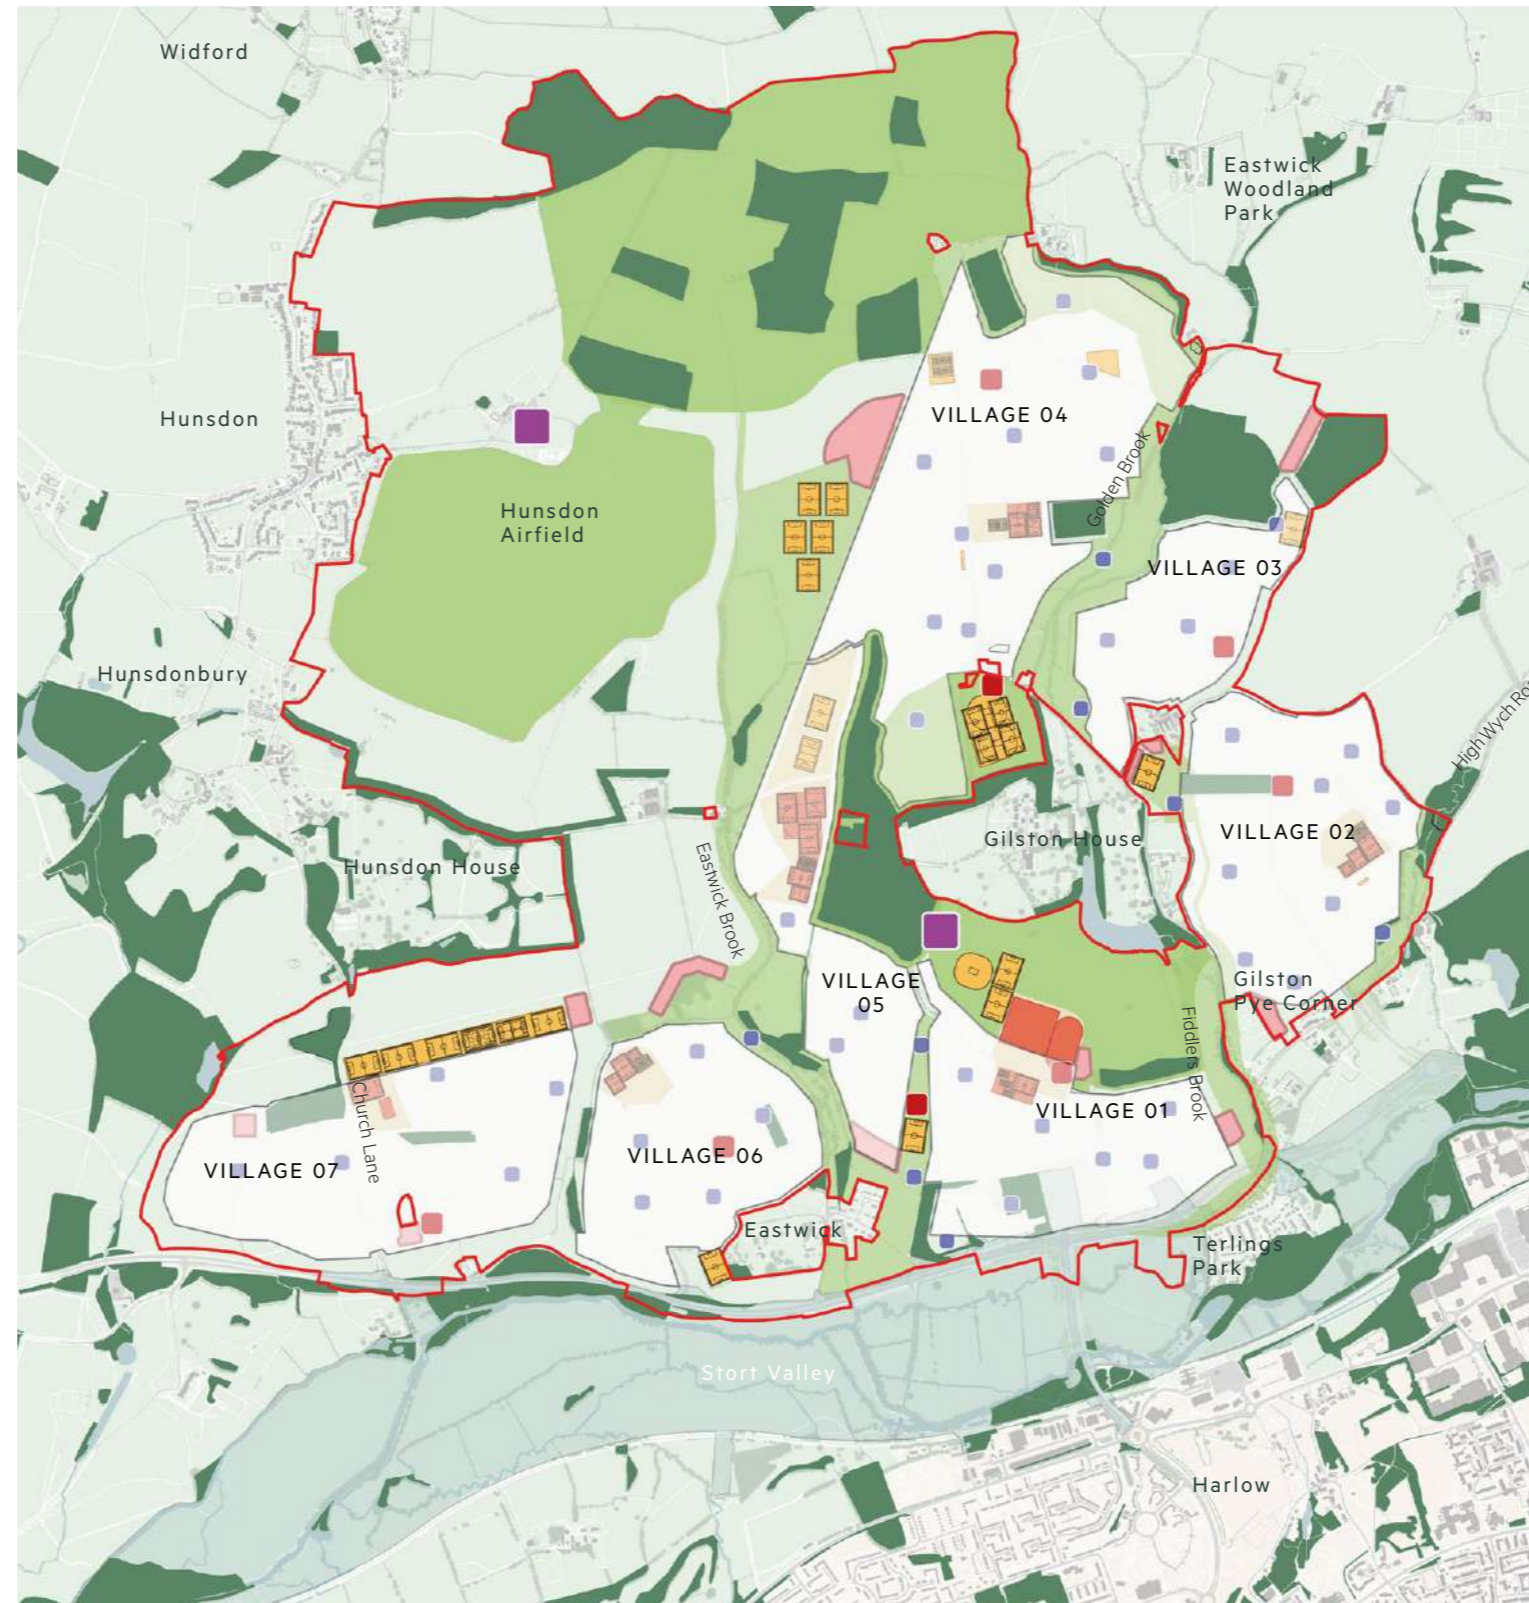 Widford
Eastwick
Woodland
Park
Hunsdon
VILLAGE 04
Golden Brook
Hunsdon
Airfield
VILLAGE 03
Hunsdonbury
High Wych Ro
VILLAGE 02
Gilston House
Hunsdon House
Eastwick Brook
VILLAGE
05
Gilston
Pye Corner
Fiddlers Brook
VILLAGE 01
Church Lane
VILLAGE 06
VILLAGE 07
Eastwick
Terlings
Park
Stort Valley
Harlow